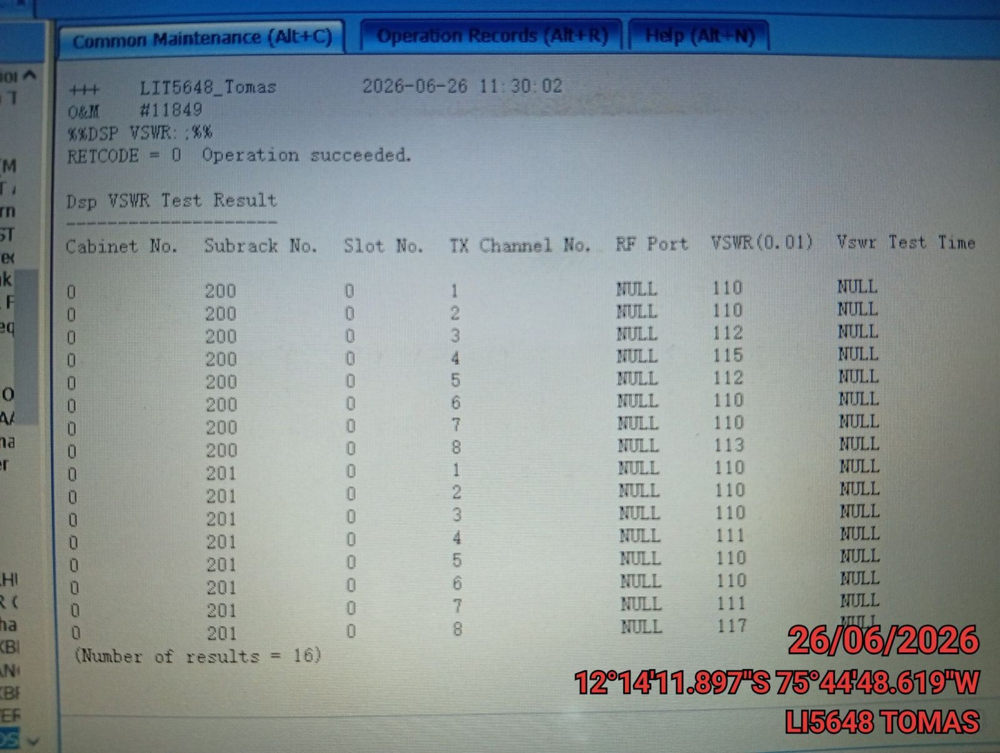 Common Maintenance (Alt+C) Operation Records (Alt+R) Help (Alt+N)
+++ LIT5648_Tomas 2026-06-26 11:30:02
O&M #11849
%%DSP VSWR:;%%
RETCODE = 0 Operation succeeded.
Dsp VSWR Test Result
--------------------
Cabinet No. Subrack No. Slot No. TX Channel No. RF Port VSWR(0.01) Vswr Test Time
0 200 0 1 NULL 110 NULL
0 200 0 2 NULL 110 NULL
0 200 0 3 NULL 112 NULL
0 200 0 4 NULL 115 NULL
0 200 0 5 NULL 112 NULL
0 200 0 6 NULL 110 NULL
0 200 0 7 NULL 110 NULL
0 200 0 8 NULL 113 NULL
0 201 0 1 NULL 110 NULL
0 201 0 2 NULL 110 NULL
0 201 0 3 NULL 110 NULL
0 201 0 4 NULL 111 NULL
0 201 0 5 NULL 110 NULL
0 201 0 6 NULL 110 NULL
0 201 0 7 NULL 111 NULL
0 201 0 8 NULL 117 NULL
(Number of results = 16)
26/06/2026
12°14'11.897"S 75°44'48.619"W
LI5648 TOMAS